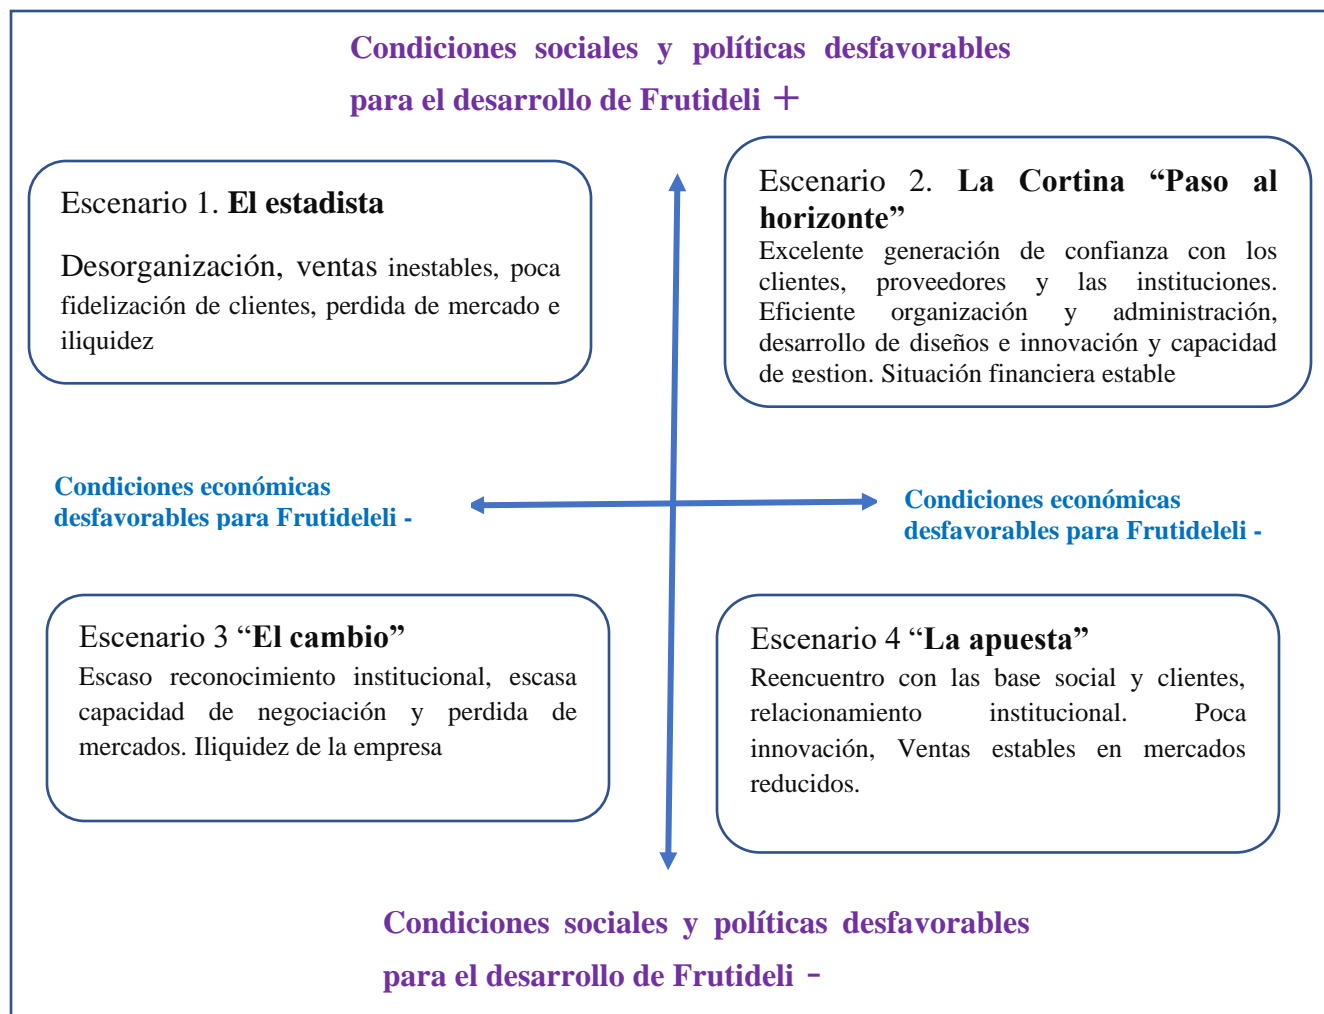 Condiciones sociales y políticas desfavorables
para el desarrollo de Frutideli +
Escenario 1. El estadista
Desorganización, ventas inestables, poca
fidelización de clientes, perdida de mercado e
iliquidez
Escenario 2. La Cortina “Paso al
horizonte”
Excelente generación de confianza con los
clientes, proveedores y las instituciones.
Eficiente organización y administración,
desarrollo de diseños e innovación y capacidad
de gestion. Situación financiera estable
Condiciones económicas
desfavorables para Frutideleli -
Condiciones económicas
desfavorables para Frutideleli -
Escenario 3 “El cambio”
Escaso reconocimiento institucional, escasa
capacidad de negociación y perdida de
mercados. Iliquidez de la empresa
Escenario 4 “La apuesta”
Reencuentro con las base social y clientes,
relacionamiento institucional. Poca
innovación, Ventas estables en mercados
reducidos.
Condiciones sociales y políticas desfavorables
para el desarrollo de Frutideli -